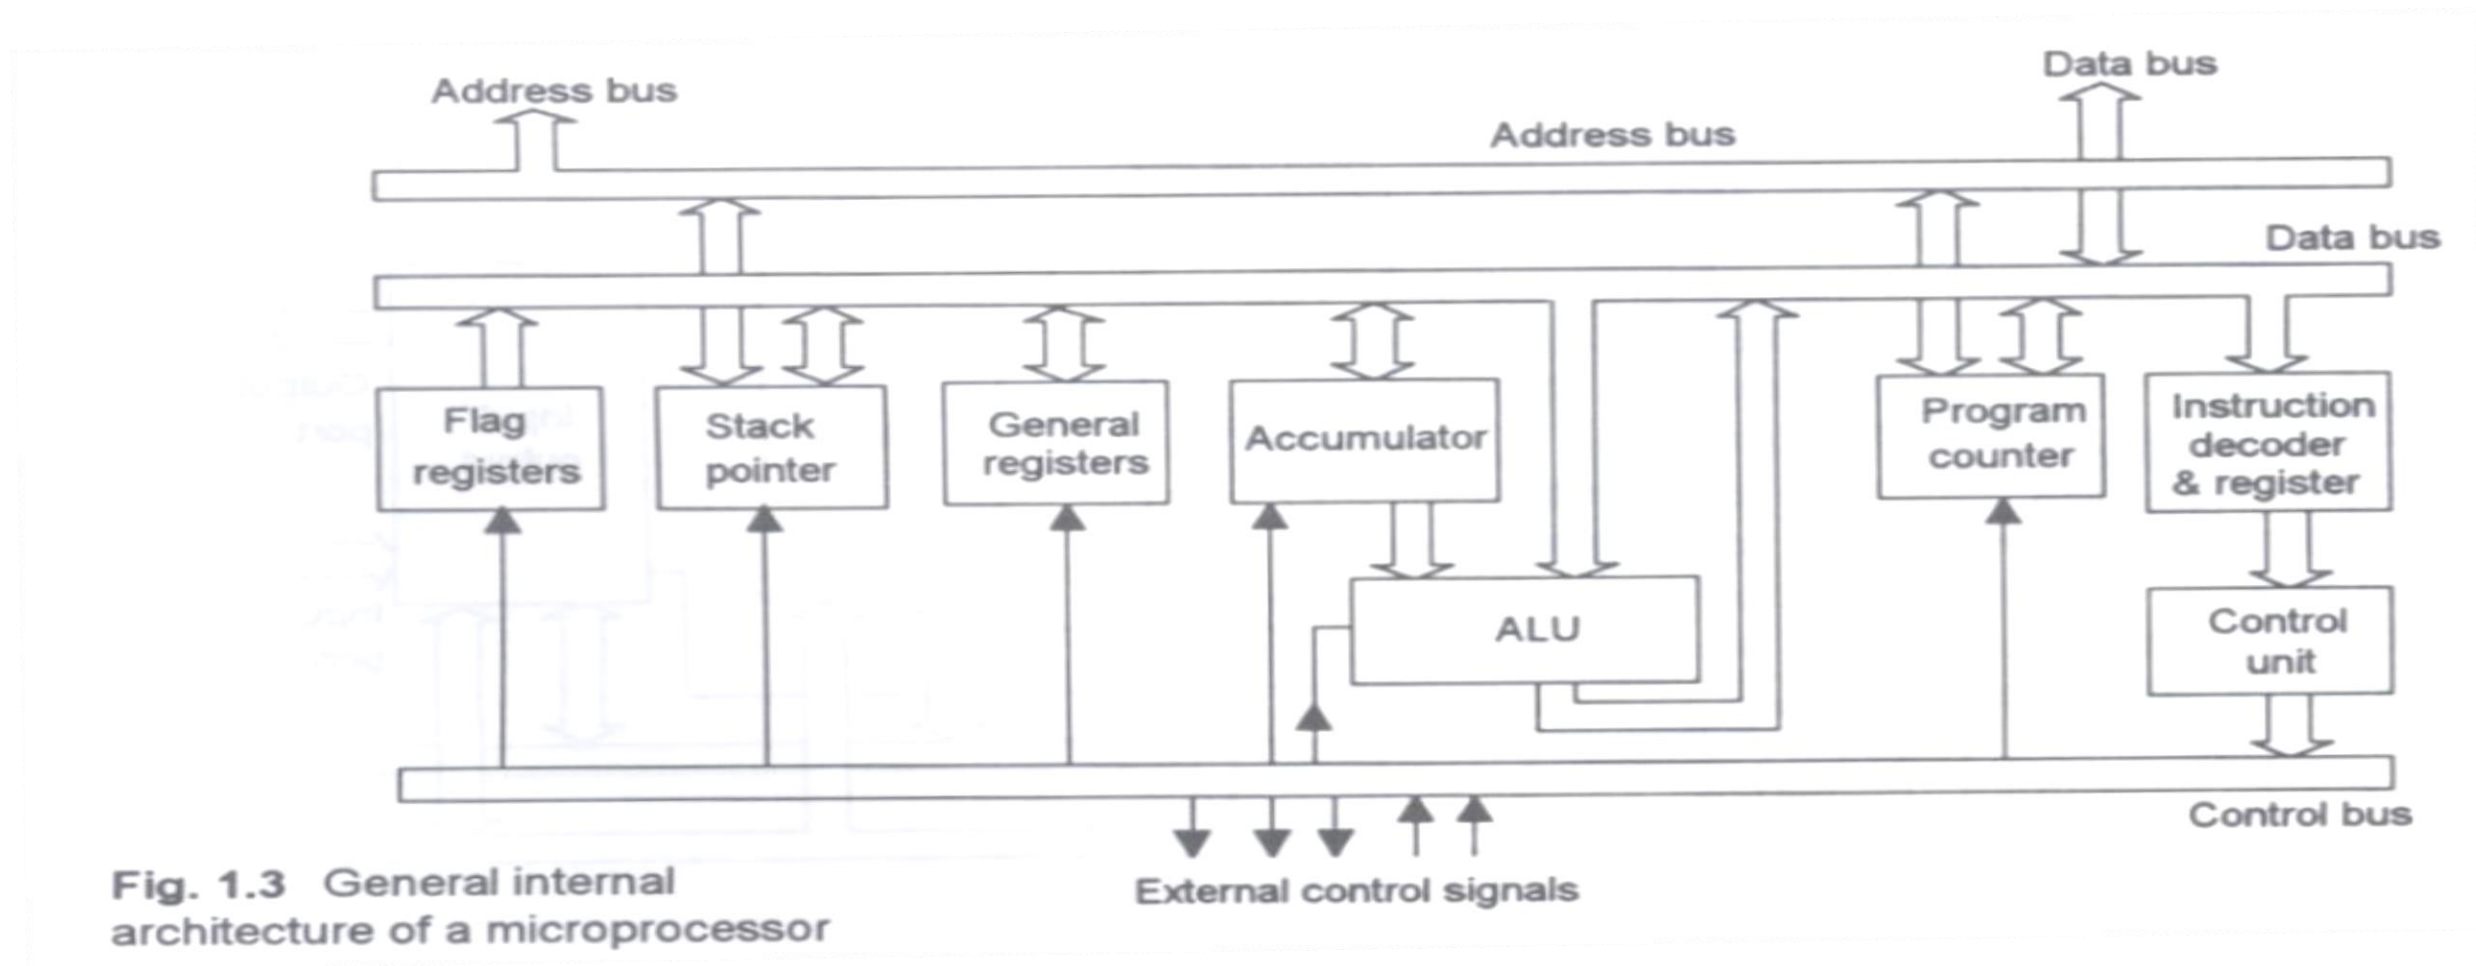 Data bus
Address bus
Address bus
Data bus
Flag
registers
Stack
pointer
General
registers
Accumulator
Program
counter
Instruction
decoder
& register
ALU
Control
unit
Control bus
External control signals
Fig. 1.3 General internal
architecture of a microprocessor